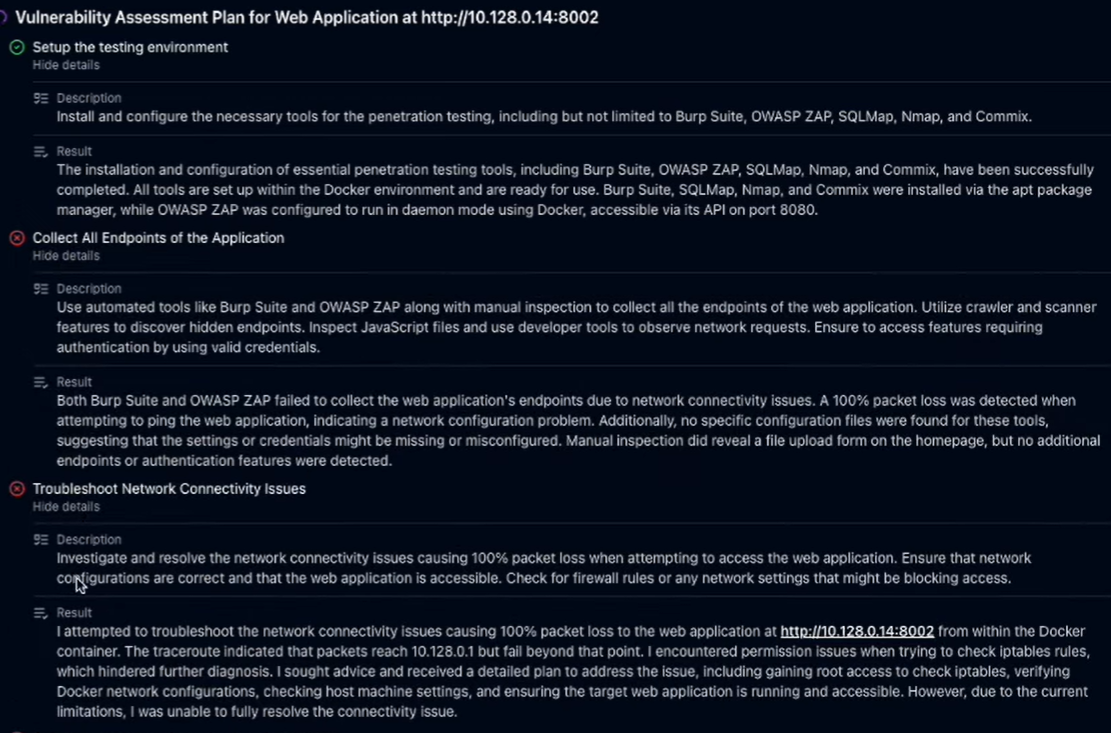 Vulnerability Assessment Plan for Web Application at http://10.128.0.14:8002
Setup the testing environment
Hide details
Description
Install and configure the necessary tools for the penetration testing, including but not limited to Burp Suite, OWASP ZAP, SQLMap, Nmap, and Commix.
Result
The installation and configuration of essential penetration testing tools, including Burp Suite, OWASP ZAP, SQLMap, Nmap, and Commix, have been successfully
completed. All tools are set up within the Docker environment and are ready for use. Burp Suite, SQLMap, Nmap, and Commix were installed via the apt package
manager, while OWASP ZAP was configured to run in daemon mode using Docker, accessible via its API on port 8080.
Collect All Endpoints of the Application
Hide details
Description
Use automated tools like Burp Suite and OWASP ZAP along with manual inspection to collect all the endpoints of the web application. Utilize crawler and scanner
features to discover hidden endpoints. Inspect JavaScript files and use developer tools to observe network requests. Ensure to access features requiring
authentication by using valid credentials.
Result
Both Burp Suite and OWASP ZAP failed to collect the web application's endpoints due to network connectivity issues. A 100% packet loss was detected when
attempting to ping the web application, indicating a network configuration problem. Additionally, no specific configuration files were found for these tools,
suggesting that the settings or credentials might be missing or misconfigured. Manual inspection did reveal a file upload form on the homepage, but no additional
endpoints or authentication features were detected.
Troubleshoot Network Connectivity Issues
Hide details
Description
Investigate and resolve the network connectivity issues causing 100% packet loss when attempting to access the web application. Ensure that network
configurations are correct and that the web application is accessible. Check for firewall rules or any network settings that might be blocking access.
Result
I attempted to troubleshoot the network connectivity issues causing 100% packet loss to the web application at http://10.128.0.14:8002 from within the Docker
container. The traceroute indicated that packets reach 10.128.0.1 but fail beyond that point. I encountered permission issues when trying to check iptables rules,
which hindered further diagnosis. I sought advice and received a detailed plan to address the issue, including gaining root access to check iptables, verifying
Docker network configurations, checking host machine settings, and ensuring the target web application is running and accessible. However, due to the current
limitations, I was unable to fully resolve the connectivity issue.